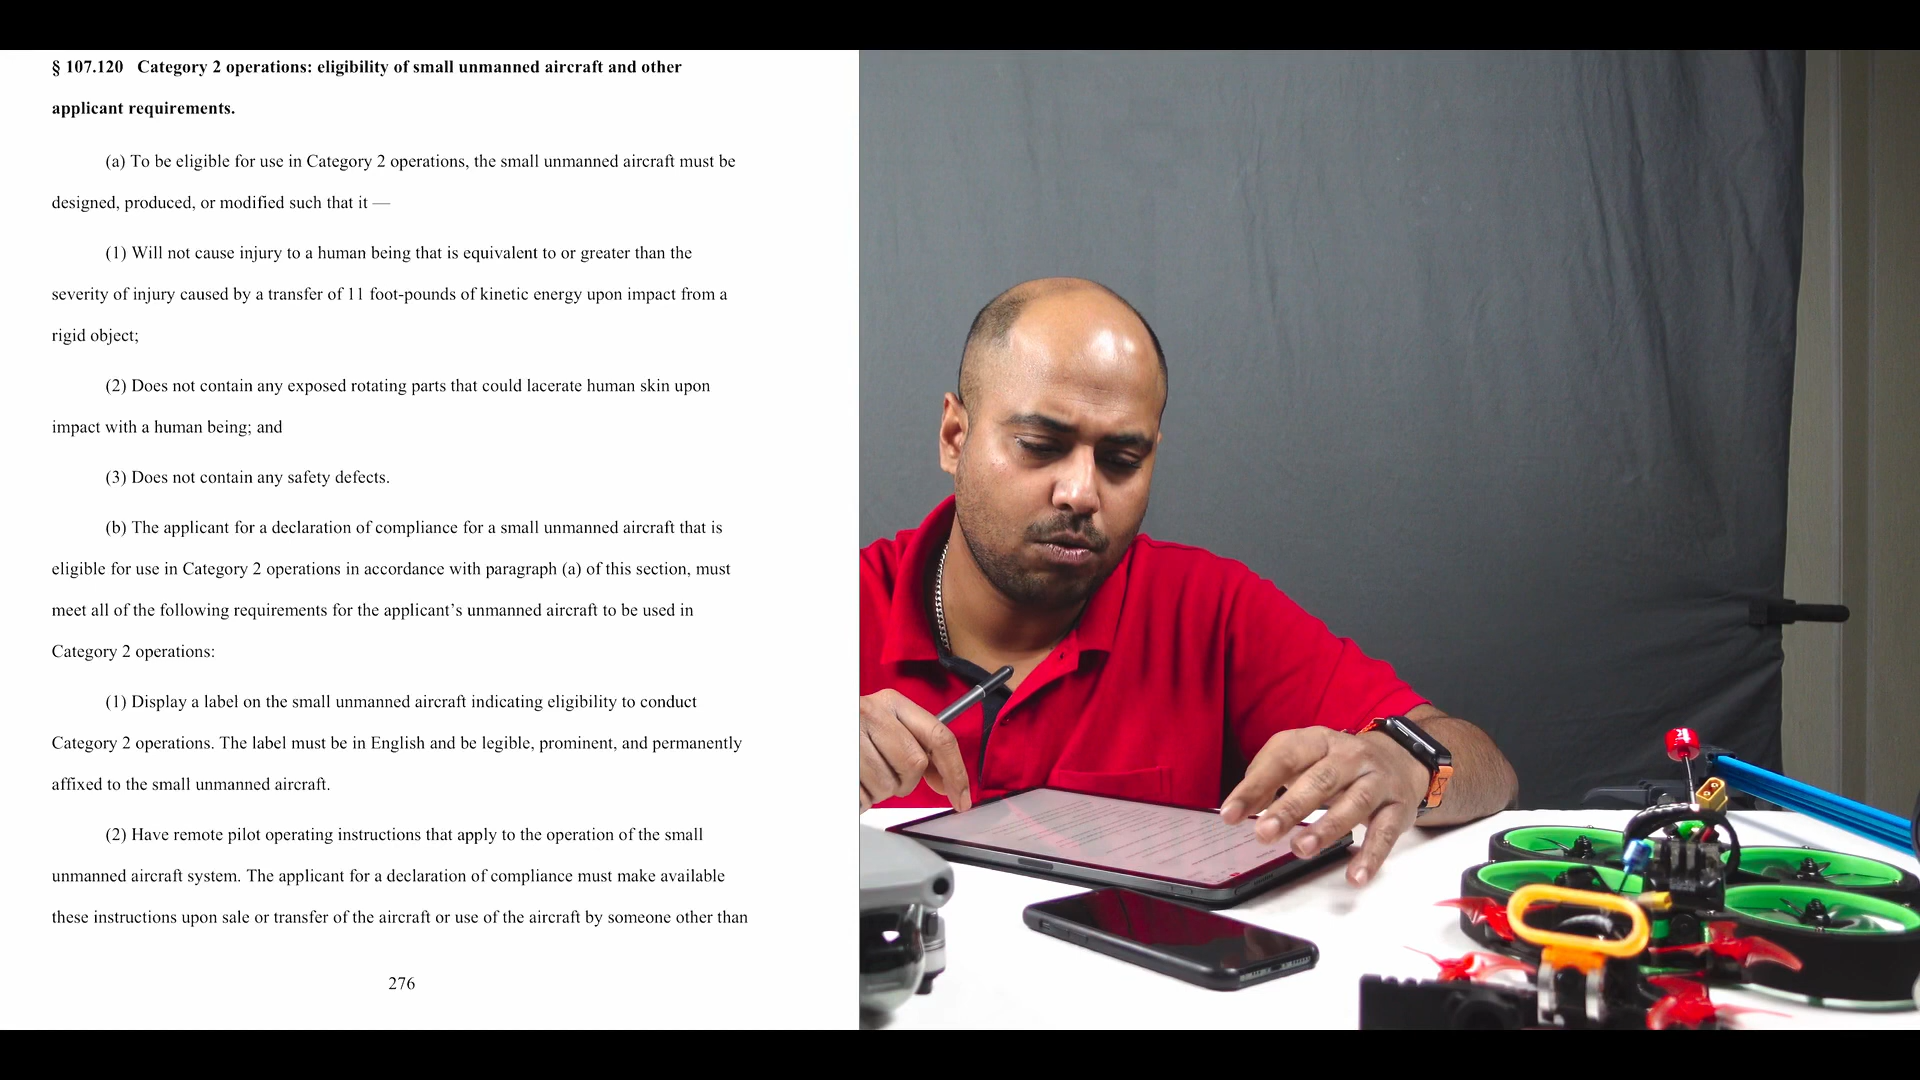 § 107.120 Category 2 operations: eligibility of small unmanned aircraft and other
applicant requirements.
(a) To be eligible for use in Category 2 operations, the small unmanned aircraft must be
designed, produced, or modified such that it —
(1) Will not cause injury to a human being that is equivalent to or greater than the
severity of injury caused by a transfer of 11 foot-pounds of kinetic energy upon impact from a
rigid object;
(2) Does not contain any exposed rotating parts that could lacerate human skin upon
impact with a human being; and
(3) Does not contain any safety defects.
(b) The applicant for a declaration of compliance for a small unmanned aircraft that is
eligible for use in Category 2 operations in accordance with paragraph (a) of this section, must
meet all of the following requirements for the applicant’s unmanned aircraft to be used in
Category 2 operations:
(1) Display a label on the small unmanned aircraft indicating eligibility to conduct
Category 2 operations. The label must be in English and be legible, prominent, and permanently
affixed to the small unmanned aircraft.
(2) Have remote pilot operating instructions that apply to the operation of the small
unmanned aircraft system. The applicant for a declaration of compliance must make available
these instructions upon sale or transfer of the aircraft or use of the aircraft by someone other than
276